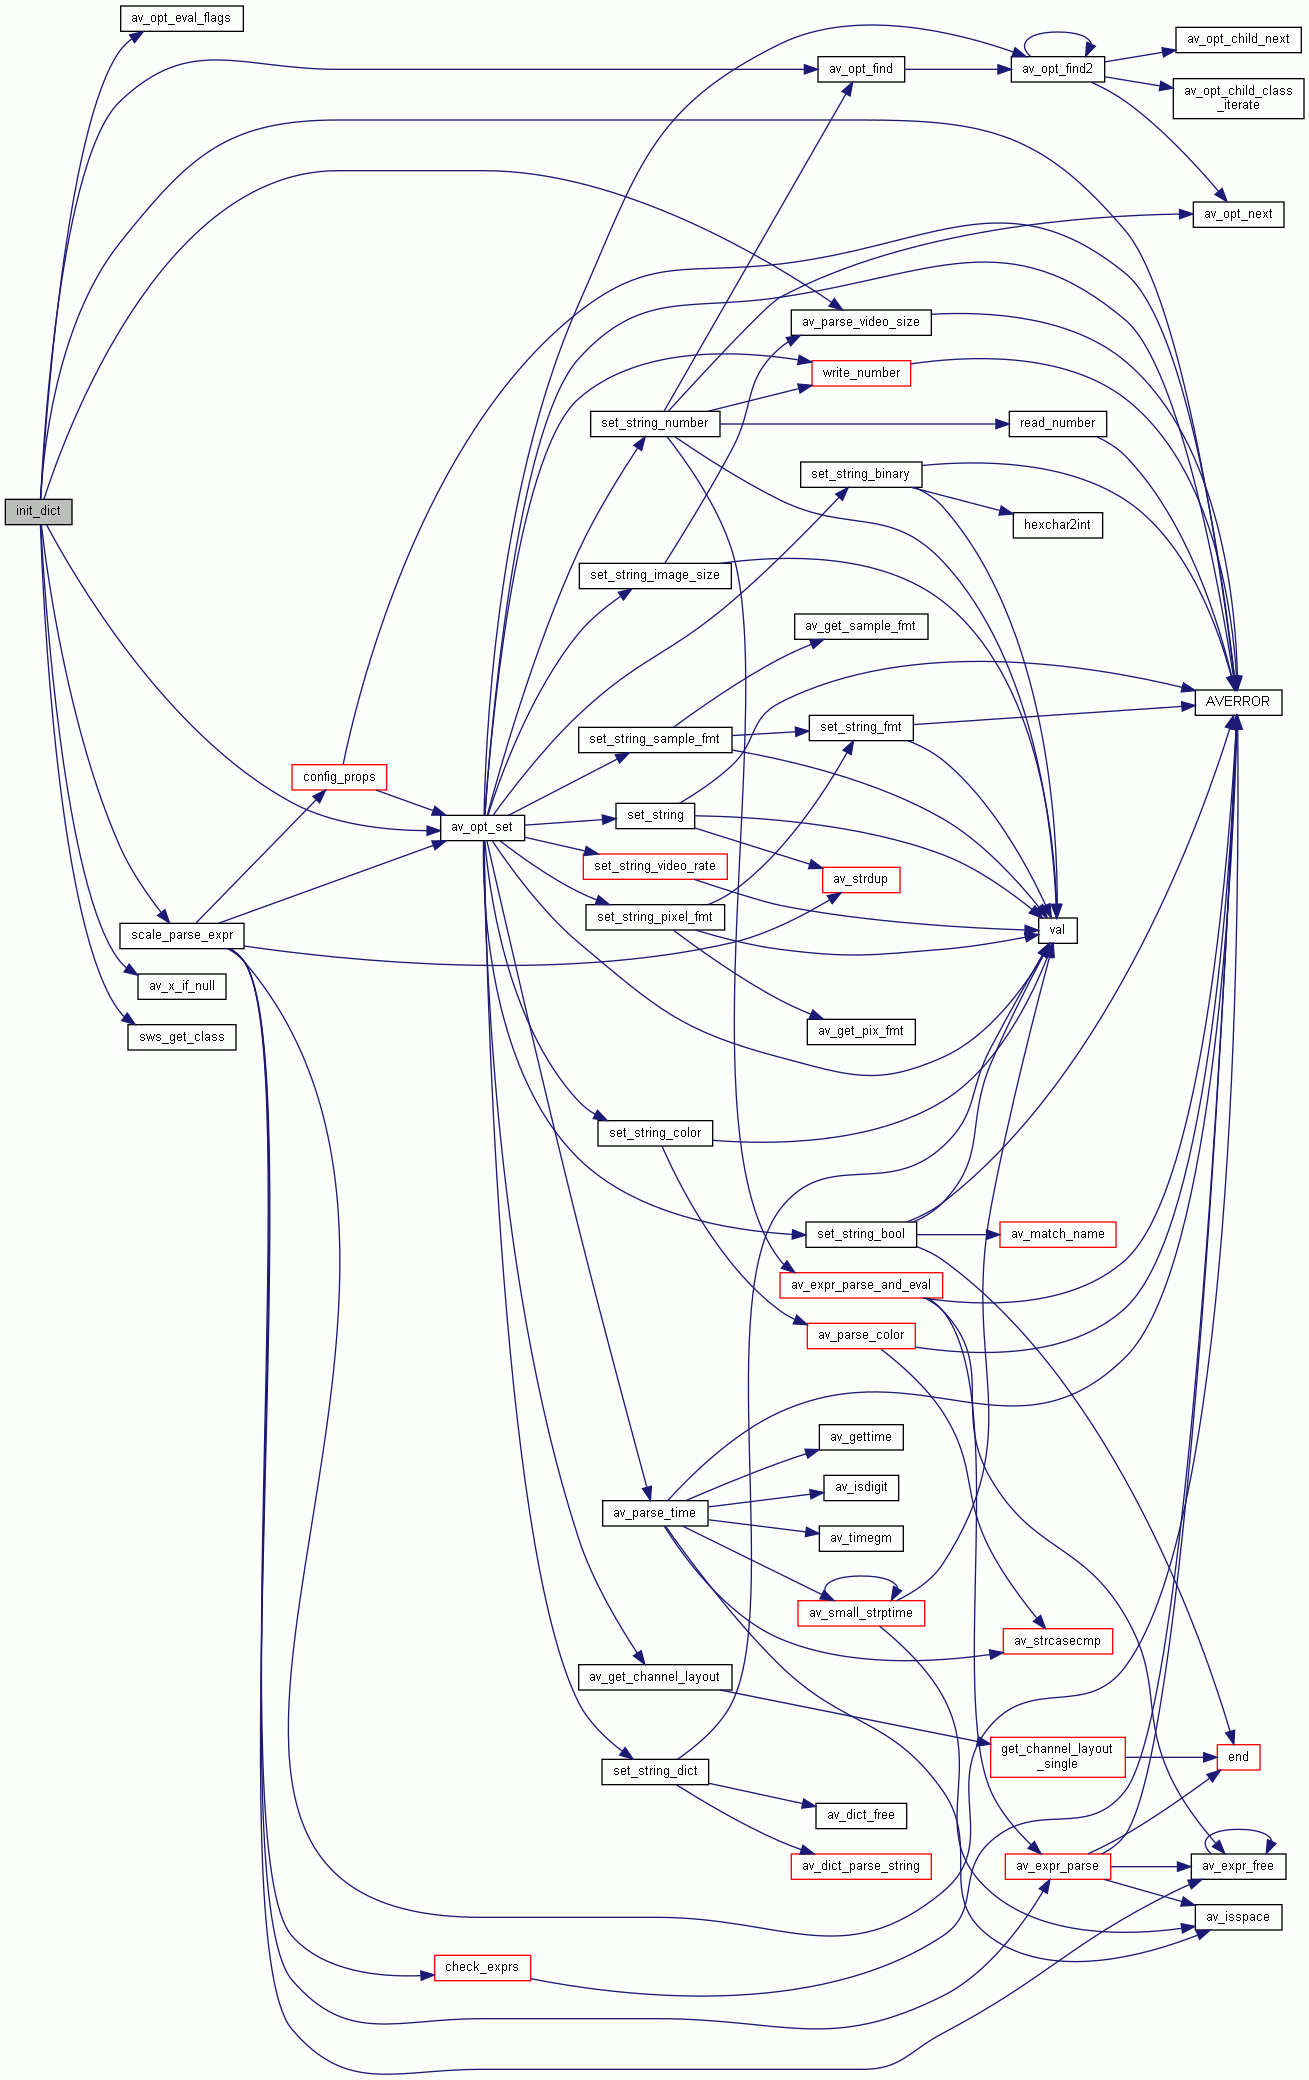 av_opt_eval_flags
av_opt_child_next
av_opt_find
av_opt_find2
av_opt_child_class
_iterate
av_opt_next
av_parse_video_size
write_number
set_string_number
read_number
set_string_binary
init_dict
hexchar2int
set_string_image_size
av_get_sample_fmt
AVERROR
set_string_fmt
set_string_sample_fmt
config_props
set_string
av_opt_set
set_string_video_rate
av_strdup
set_string_pixel_fmt
val
scale_parse_expr
av_x_if_null
av_get_pix_fmt
sws_get_class
set_string_color
set_string_bool
av_match_name
av_expr_parse_and_eval
av_parse_color
av_gettime
av_isdigit
av_parse_time
av_timegm
av_small_strptime
av_strcasecmp
av_get_channel_layout
get_channel_layout
_single
end
set_string_dict
av_dict_free
av_dict_parse_string
av_expr_parse
av_expr_free
av_isspace
check_exprs